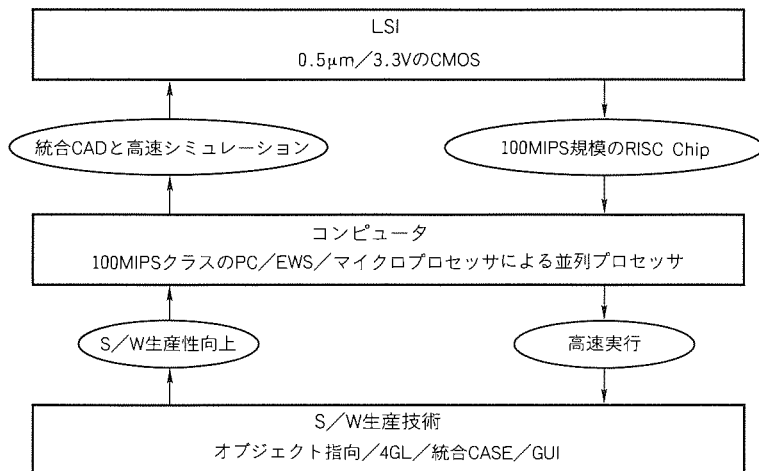 LSI
0.5μm／3.3VのCMOS
統合CADと高速シミュレーション
100MIPS規模のRISC Chip
コンピュータ
100MIPSクラスのPC／EWS／マイクロプロセッサによる並列プロセッサ
S／W生産性向上
高速実行
S／W生産技術
オブジェクト指向／4GL／統合CASE／GUI